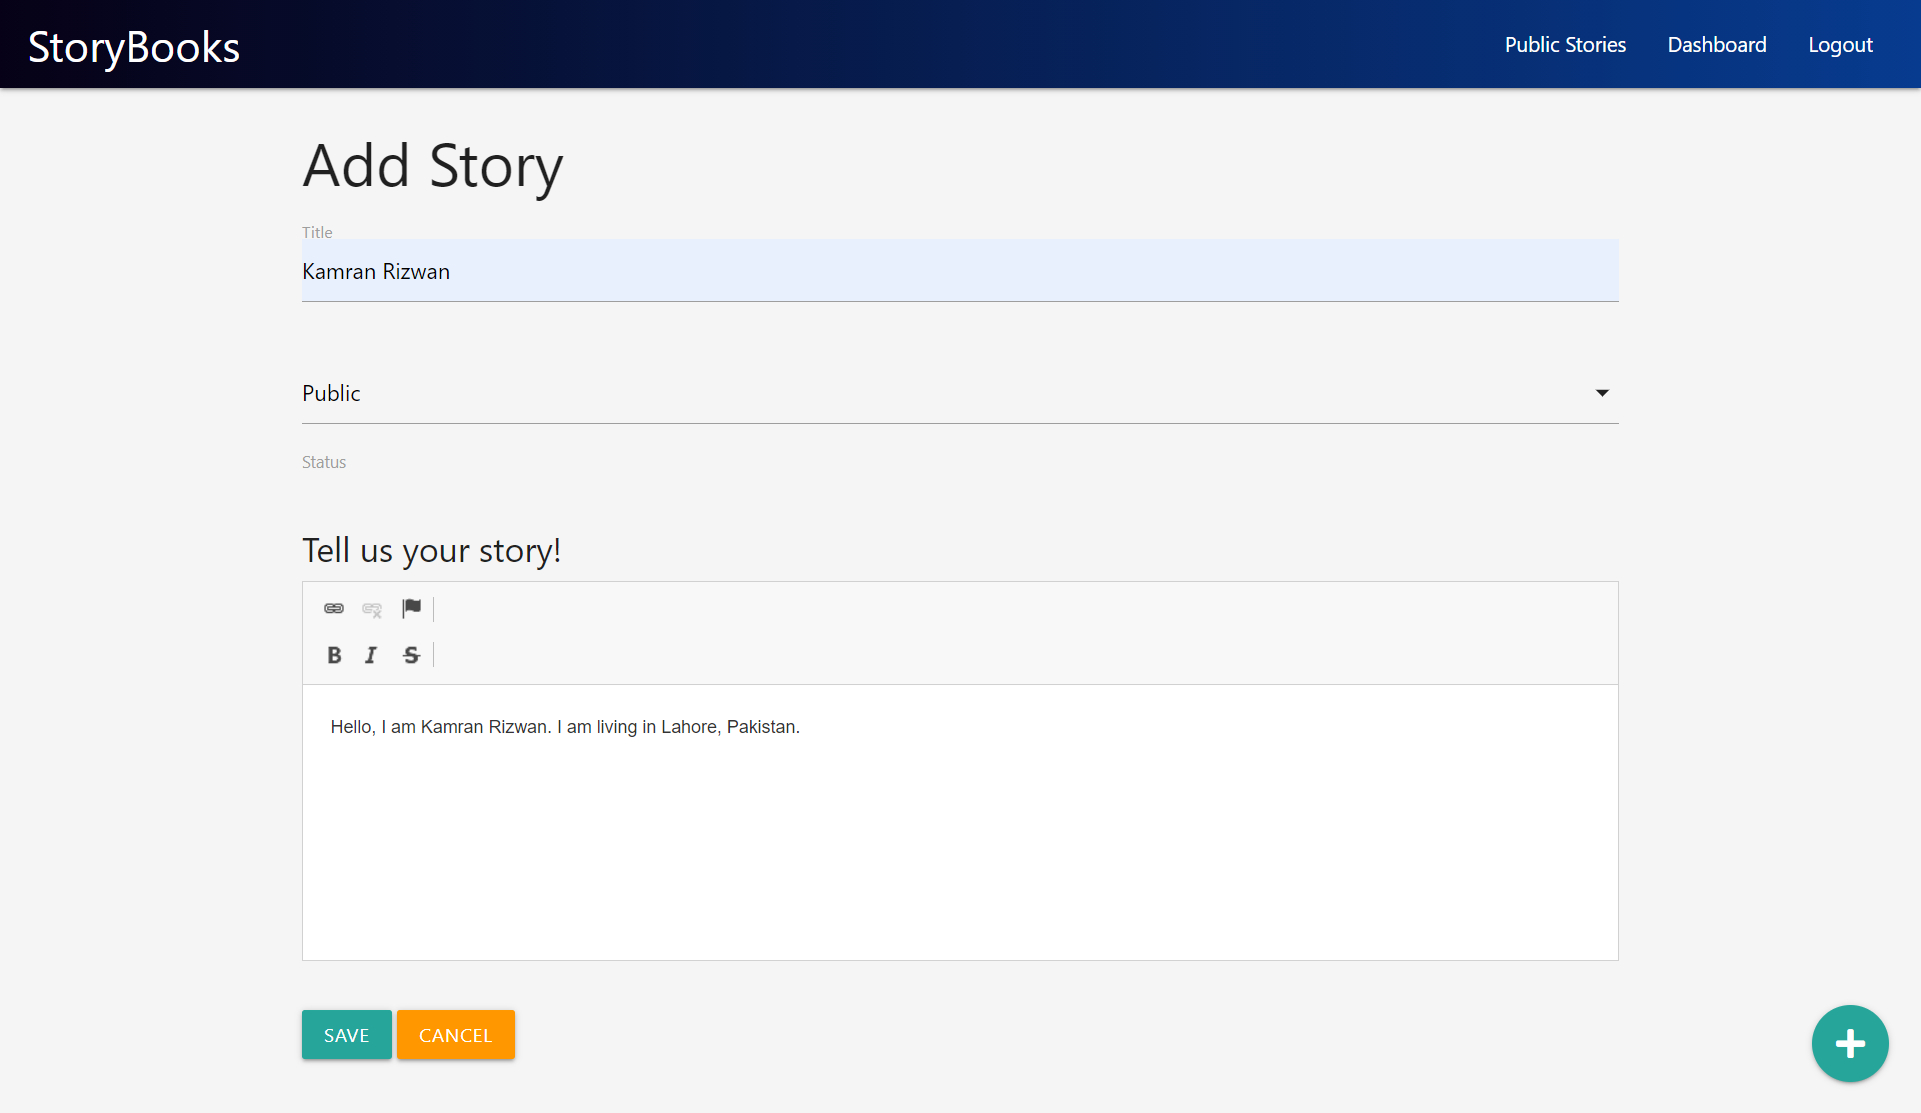 StoryBooks
Public Stories Dashboard Logout
Add Story
Title
Kamran Rizwan
Public
Status
Tell us your story!
B I S
Hello, I am Kamran Rizwan. I am living in Lahore, Pakistan.
SAVE CANCEL